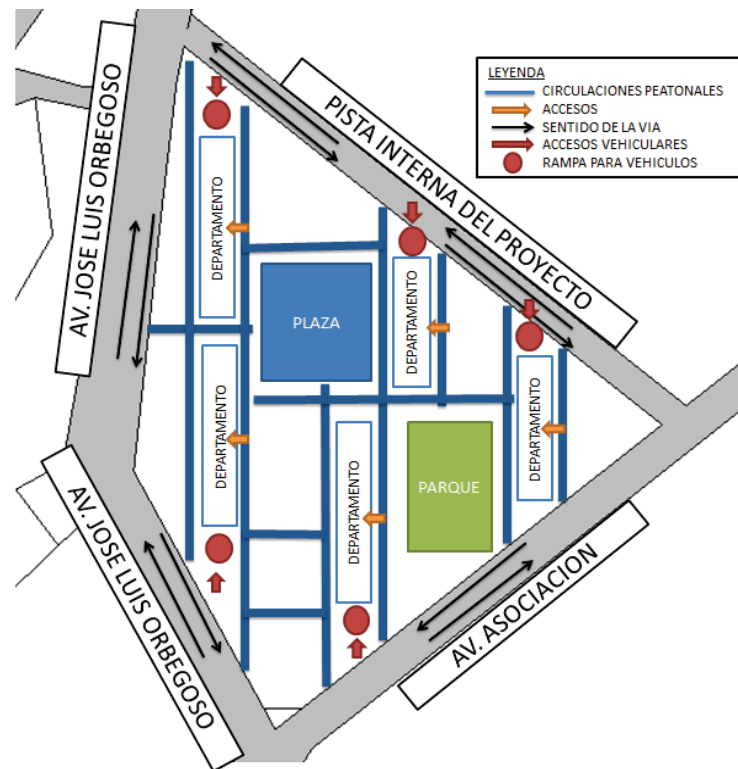 LEYENDA
CIRCULACIONES PEATONALES
ACCESOS
SENTIDO DE LA VIA
ACCESOS VEHICULARES
RAMPA PARA VEHICULOS
AV. JOSE LUIS ORBEGOSO
PISTA INTERNA DEL PROYECTO
DEPARTAMENTO
PLAZA
DEPARTAMENTO
DEPARTAMENTO
DEPARTAMENTO
DEPARTAMENTO
PARQUE
AV. JOSE LUIS ORBEGOSO
AV. ASOCIACION